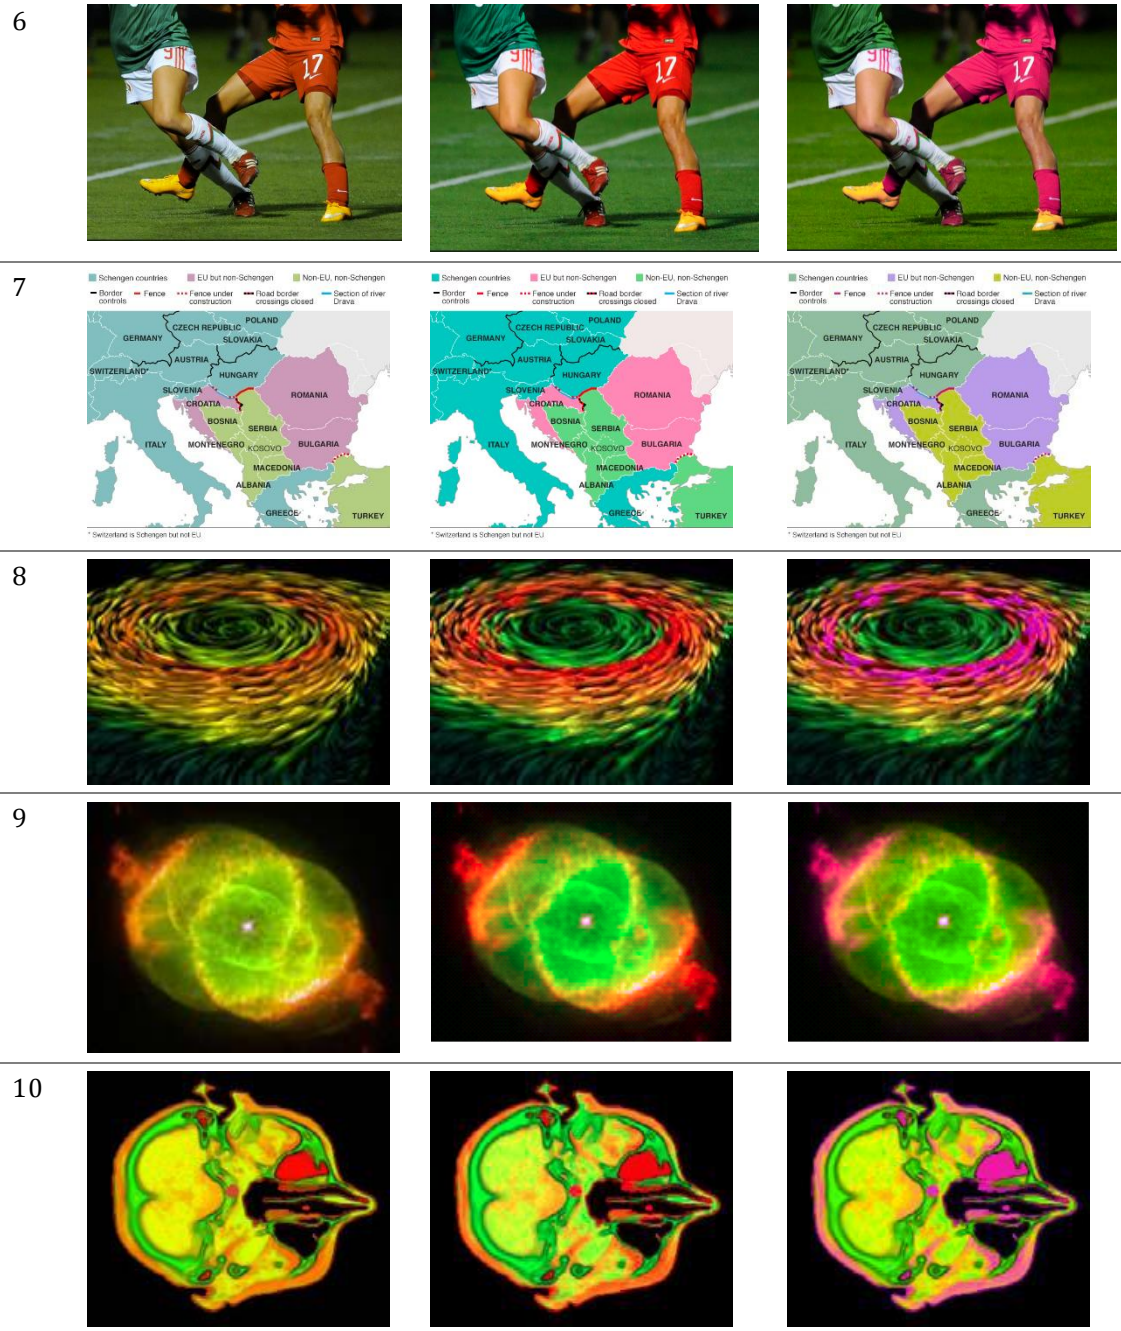 6
9
17
9
17
9
17
7
Schengen countries EU but non-Schengen Non-EU, non-Schengen
Border controls Fence Fence under construction Road border crossings closed Section of river Drava
POLAND
CZECH REPUBLIC
GERMANY
SLOVAKIA
AUSTRIA
SWITZERLAND*
HUNGARY
SLOVENIA
ROMANIA
CROATIA
BOSNIA
SERBIA
ITALY
MONTENEGRO
KOSOVO
BULGARIA
MACEDONIA
ALBANIA
GREECE
TURKEY
* Switzerland is Schengen but not EU
Schengen countries EU but non-Schengen Non-EU, non-Schengen
Border controls Fence Fence under construction Road border crossings closed Section of river Drava
POLAND
CZECH REPUBLIC
GERMANY
SLOVAKIA
AUSTRIA
SWITZERLAND*
HUNGARY
SLOVENIA
ROMANIA
CROATIA
BOSNIA
SERBIA
ITALY
MONTENEGRO
KOSOVO
BULGARIA
MACEDONIA
ALBANIA
GREECE
TURKEY
* Switzerland is Schengen but not EU
Schengen countries EU but non-Schengen Non-EU, non-Schengen
Border controls Fence Fence under construction Road border crossings closed Section of river Drava
POLAND
CZECH REPUBLIC
GERMANY
SLOVAKIA
AUSTRIA
SWITZERLAND*
HUNGARY
SLOVENIA
ROMANIA
CROATIA
BOSNIA
SERBIA
ITALY
MONTENEGRO
KOSOVO
BULGARIA
MACEDONIA
ALBANIA
GREECE
TURKEY
* Switzerland is Schengen but not EU
8
9
10